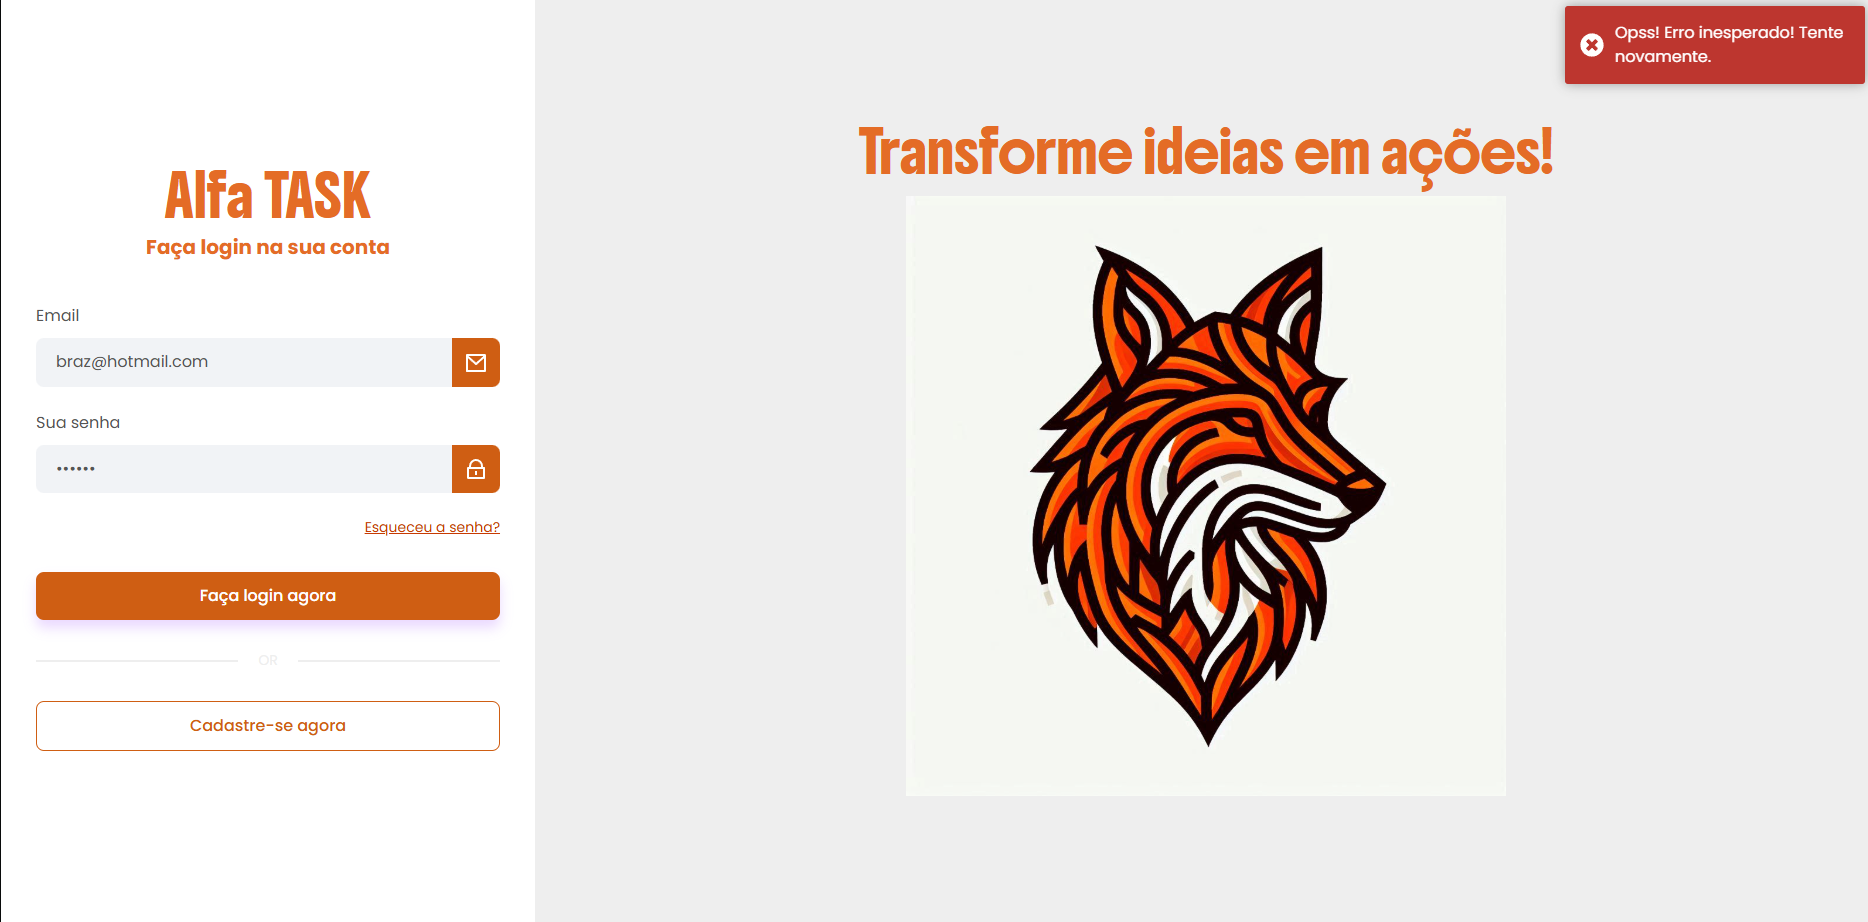 Opss! Erro inesperado! Tente
novamente.
Alfa TASK
Faça login na sua conta
Email
braz@hotmail.com
Sua senha
••••••
Esqueceu a senha?
Faça login agora
OR
Cadastre-se agora
Transforme ideias em ações!